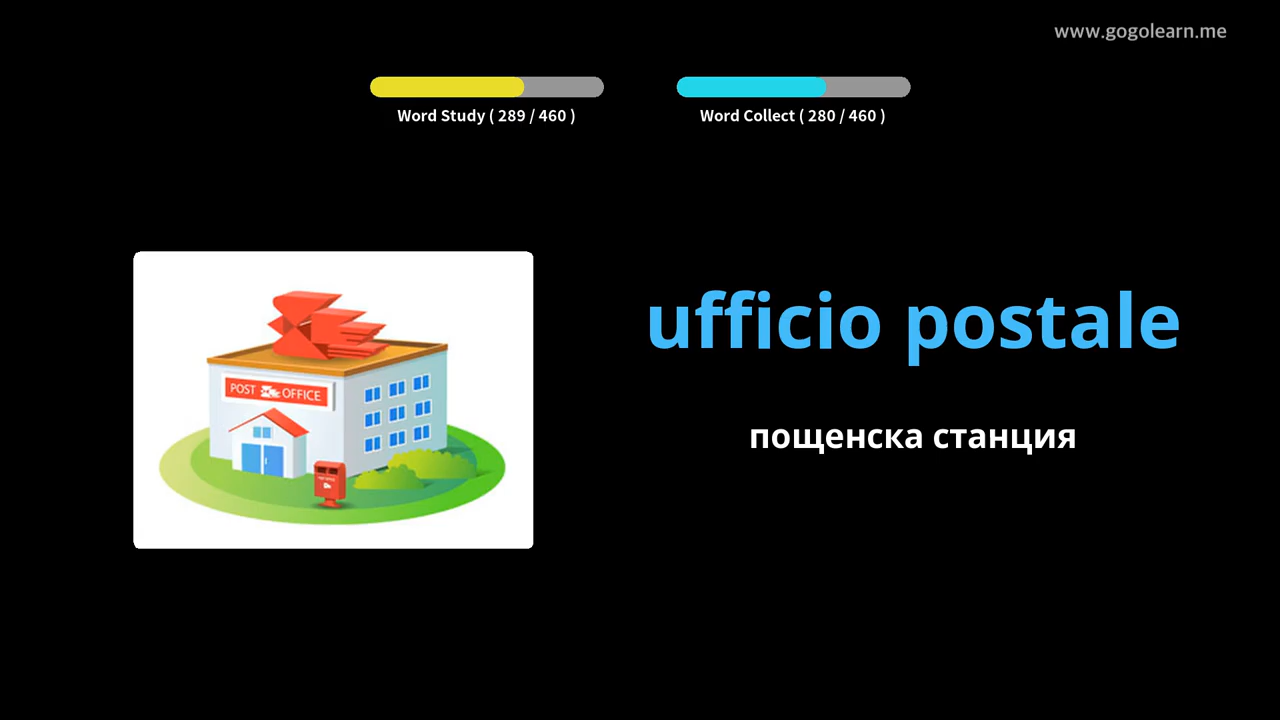 www.gogolearn.me
Word Study ( 289 / 460 )
Word Collect ( 280 / 460 )
POST OFFICE
ufficio postale
пощенска станция